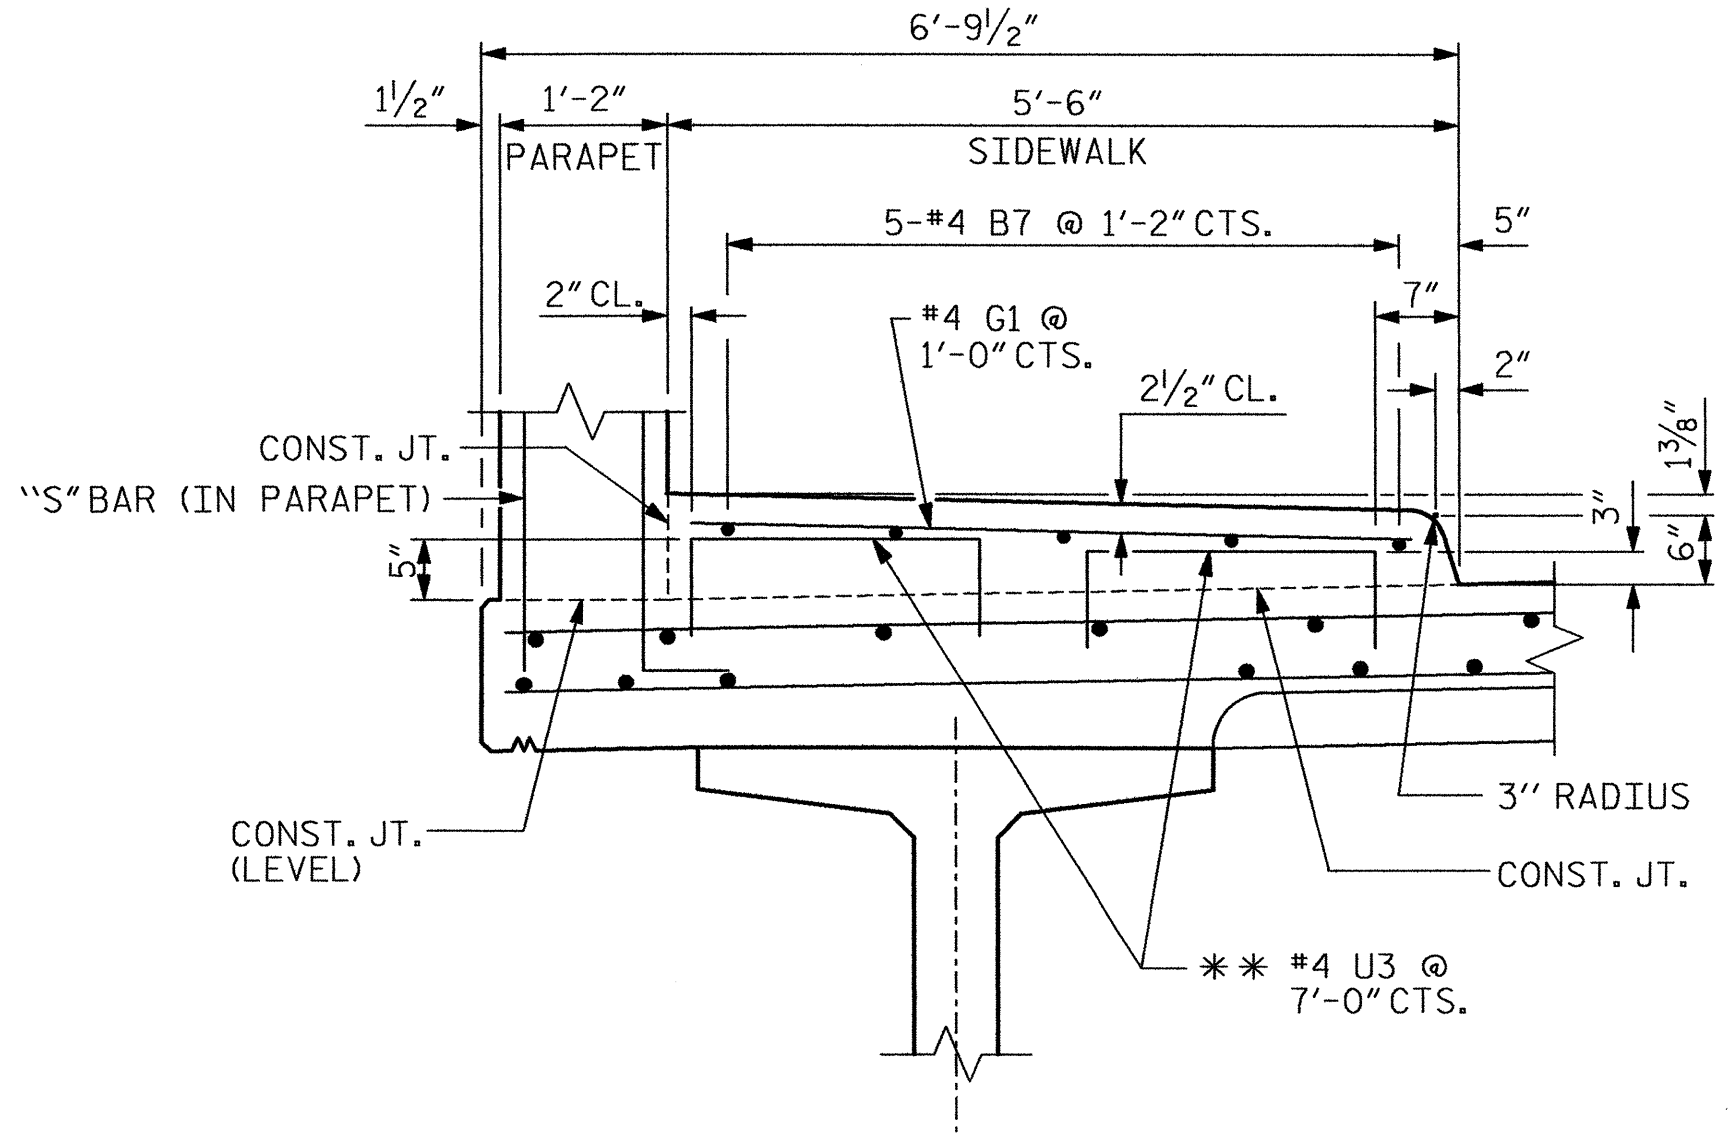 6'-9½"
1½"
1'-2"
5'-6"
PARAPET
SIDEWALK
5-#4 B7 @ 1'-2" CTS.
5"
2" CL.
#4 G1 @
1'-0" CTS.
7"
2½" CL.
2"
1⅜"
CONST. JT.
"S" BAR (IN PARAPET)
3"
6"
5"
3" RADIUS
CONST. JT.
(LEVEL)
CONST. JT.
✳✳ #4 U3 @
7'-0" CTS.